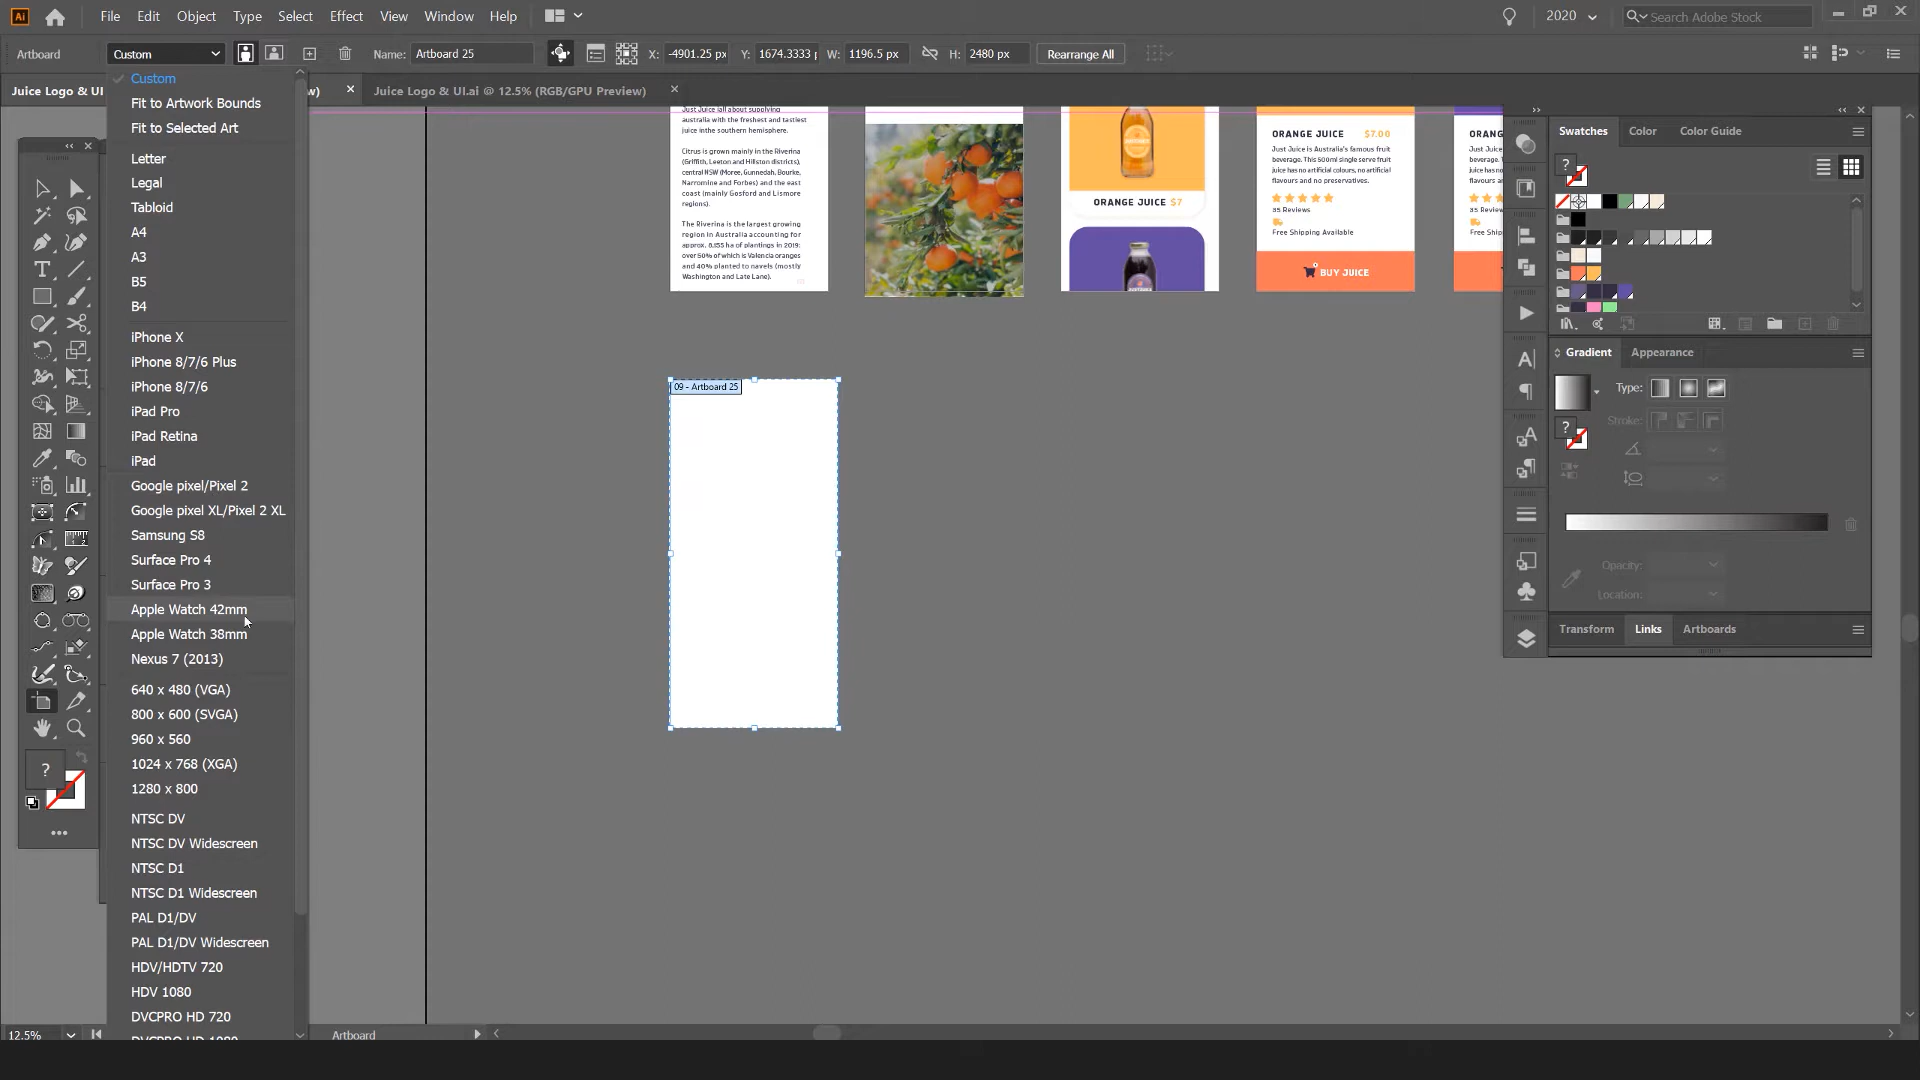 Ai
File Edit Object Type Select Effect View Window Help
2020
Search Adobe Stock
Artboard
Custom
Name: Artboard 25
X: -4901.25 px
Y: 1674.3333 p
W: 1196.5 px
H: 2480 px
Rearrange All
Juice Logo & UI
w)
Juice Logo & UI.ai @ 12.5% (RGB/GPU Preview)
Custom
Fit to Artwork Bounds
Fit to Selected Art
Letter
Legal
Tabloid
A4
A3
B5
B4
iPhone X
iPhone 8/7/6 Plus
iPhone 8/7/6
iPad Pro
iPad Retina
iPad
Google pixel/Pixel 2
Google pixel XL/Pixel 2 XL
Samsung S8
Surface Pro 4
Surface Pro 3
Apple Watch 42mm
Apple Watch 38mm
Nexus 7 (2013)
640 x 480 (VGA)
800 x 600 (SVGA)
960 x 560
1024 x 768 (XGA)
1280 x 800
NTSC DV
NTSC DV Widescreen
NTSC D1
NTSC D1 Widescreen
PAL D1/DV
PAL D1/DV Widescreen
HDV/HDTV 720
HDV 1080
DVCPRO HD 720
DVCPRO HD 1080
?
Just Juice iall about supplying
australia with the freshest and tastiest
juice inthe southern hemisphere.
Citrus is grown mainly in the Riverina
(Griffith, Leeton and Hillston districts),
central NSW (Moree, Gunnedah, Bourke,
Narromine and Forbes) and the east
coast (mainly Gosford and Lismore
regions).
The Riverina is the largest growing
region in Australia accounting for
approx. 8,155 ha of plantings in 2019:
over 50% of which is Valencia oranges
and 40% planted to navels (mostly
Washington and Late Lane).
ORANGE JUICE $7
ORANGE JUICE $7.00
Just Juice is Australia's famous fruit
beverage. This 500ml single serve fruit
juice has no artificial colours, no artificial
flavours and no preservatives.
35 Reviews
Free Shipping Available
BUY JUICE
ORANG
Just Juice
beverage.
juice has n
flavours an
35 Reviews
Free Shipp
09 - Artboard 25
Swatches Color Color Guide
?
Gradient Appearance
Type:
Stroke:
?
Opacity:
Location:
Transform Links Artboards
12.5%
Artboard